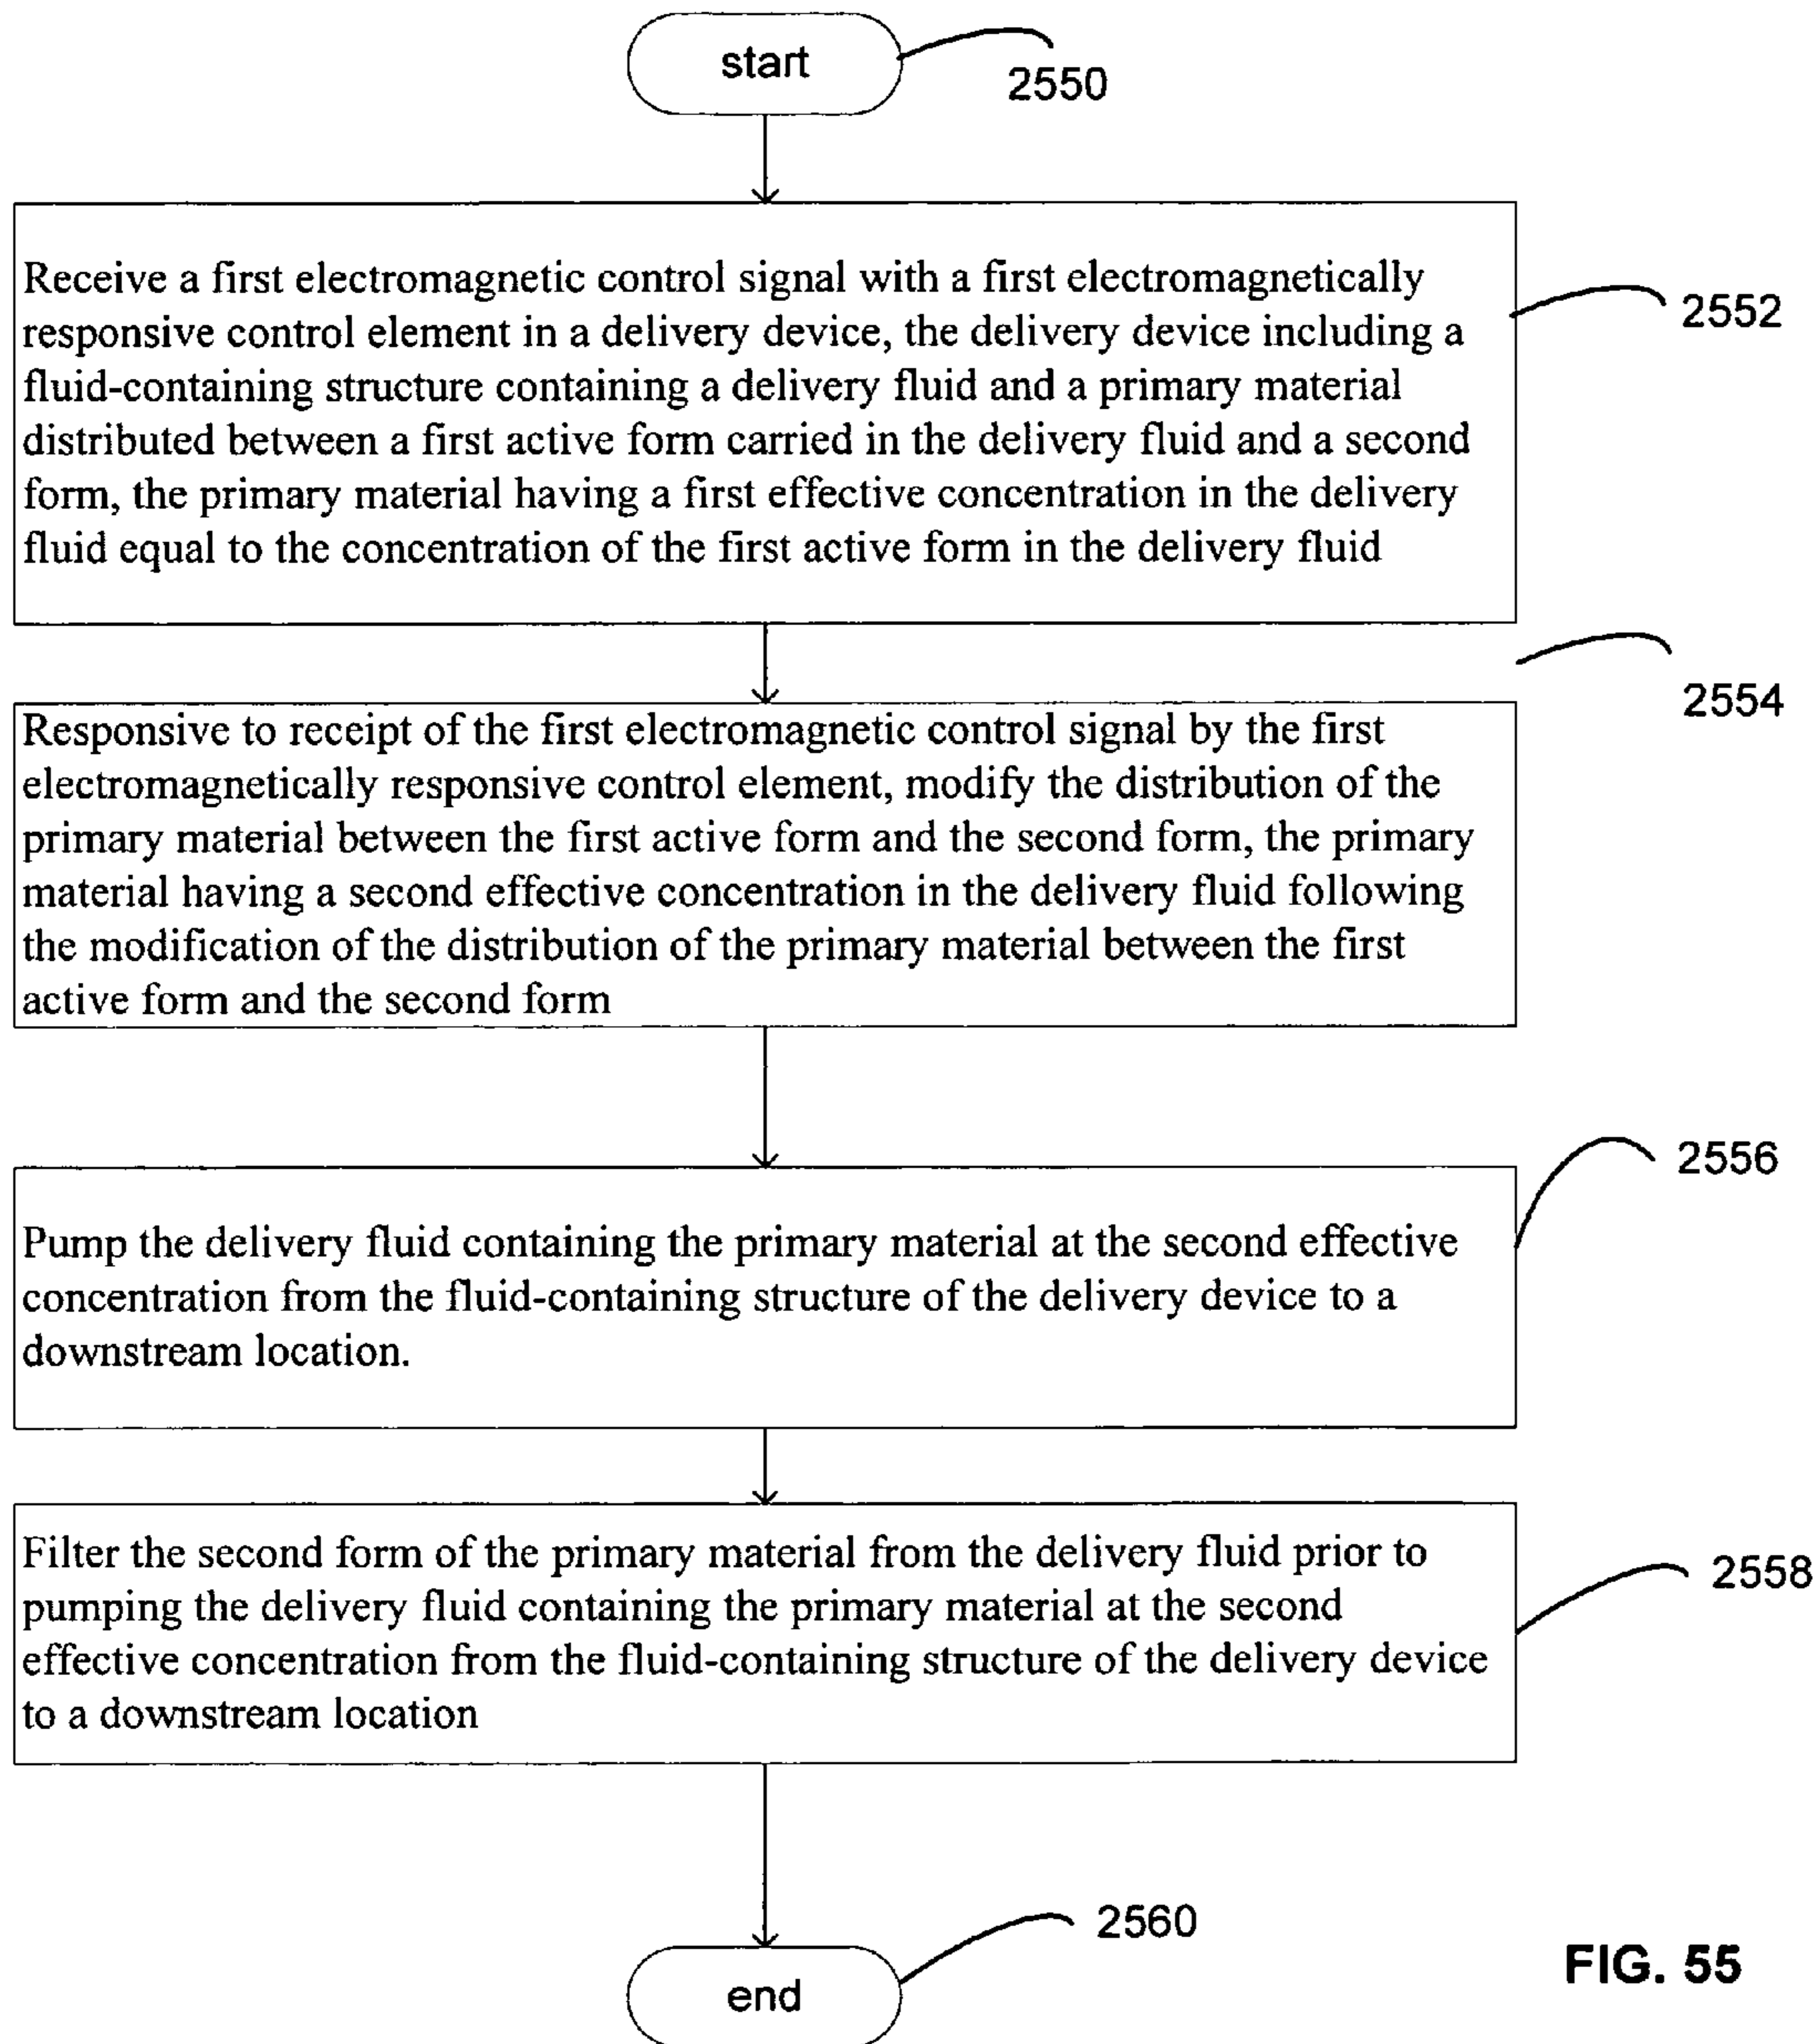 start
2550
Receive a first electromagnetic control signal with a first electromagnetically
responsive control element in a delivery device, the delivery device including a
fluid-containing structure containing a delivery fluid and a primary material
distributed between a first active form carried in the delivery fluid and a second
form, the primary material having a first effective concentration in the delivery
fluid equal to the concentration of the first active form in the delivery fluid
2552
2554
Responsive to receipt of the first electromagnetic control signal by the first
electromagnetically responsive control element, modify the distribution of the
primary material between the first active form and the second form, the primary
material having a second effective concentration in the delivery fluid following
the modification of the distribution of the primary material between the first
active form and the second form
2556
Pump the delivery fluid containing the primary material at the second effective
concentration from the fluid-containing structure of the delivery device to a
downstream location.
Filter the second form of the primary material from the delivery fluid prior to
pumping the delivery fluid containing the primary material at the second
effective concentration from the fluid-containing structure of the delivery device
to a downstream location
2558
end
2560
FIG. 55